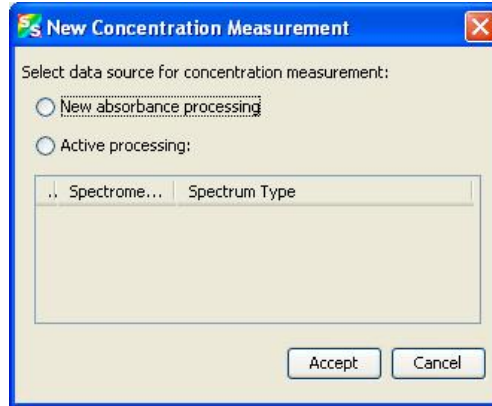 SS New Concentration Measurement
Select data source for concentration measurement:
New absorbance processing
Active processing:
.. Spectrome... Spectrum Type
Accept Cancel